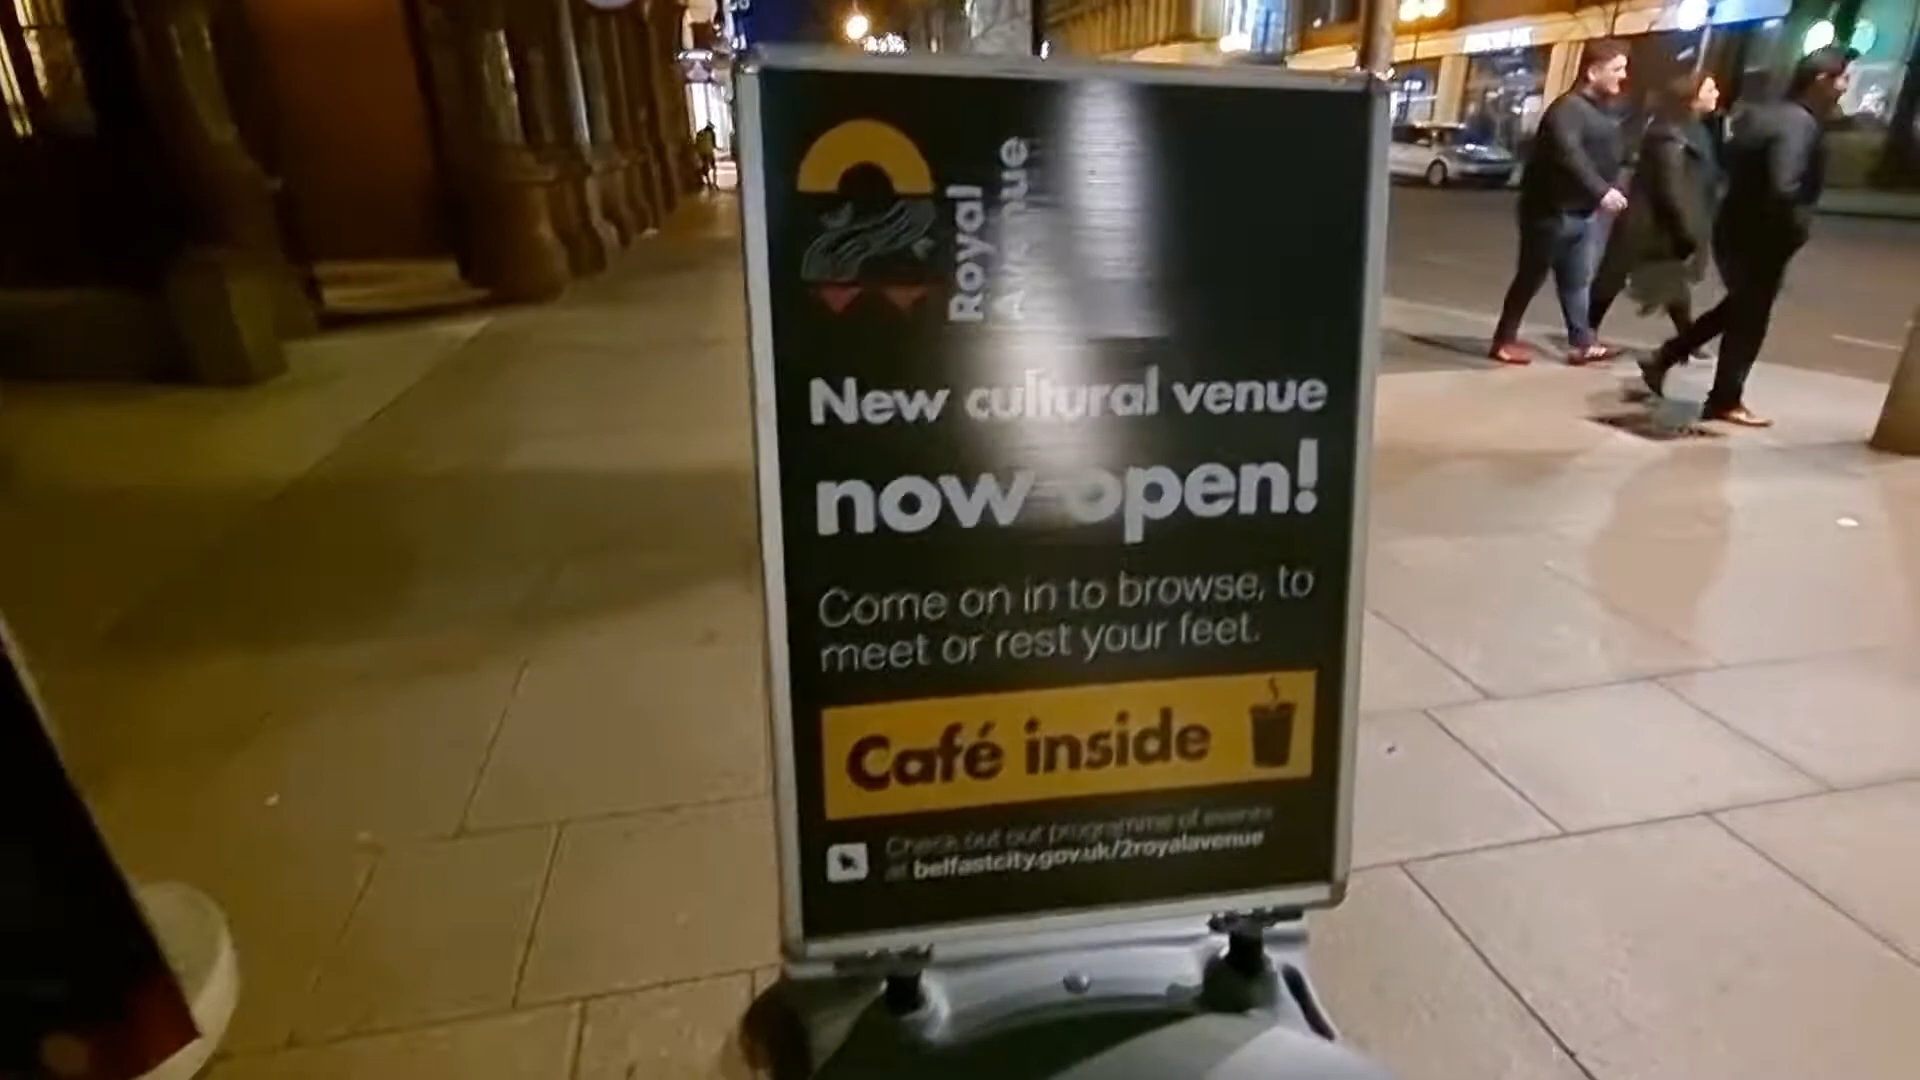 2
Royal
Avenue
New cultural venue
now open!
Come on in to browse, to
meet or rest your feet.
Café inside
Check out our programme of events
at belfastcity.gov.uk/2royalavenue